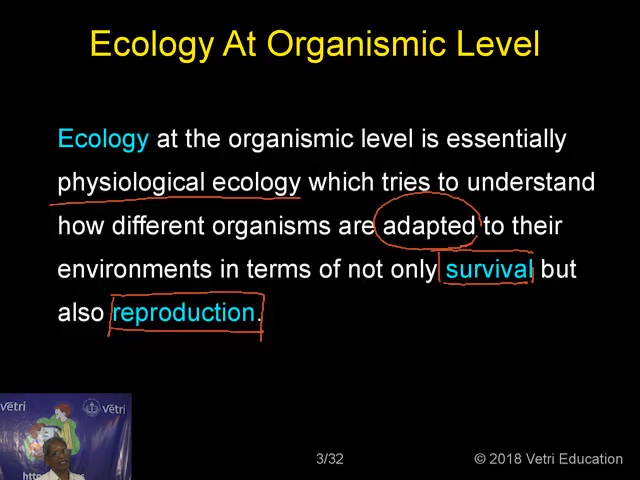 Ecology At Organismic Level
Ecology at the organismic level is essentially
physiological ecology which tries to understand
how different organisms are adapted to their
environments in terms of not only survival but
also reproduction.
vetri
vetri
3/32
© 2018 Vetri Education